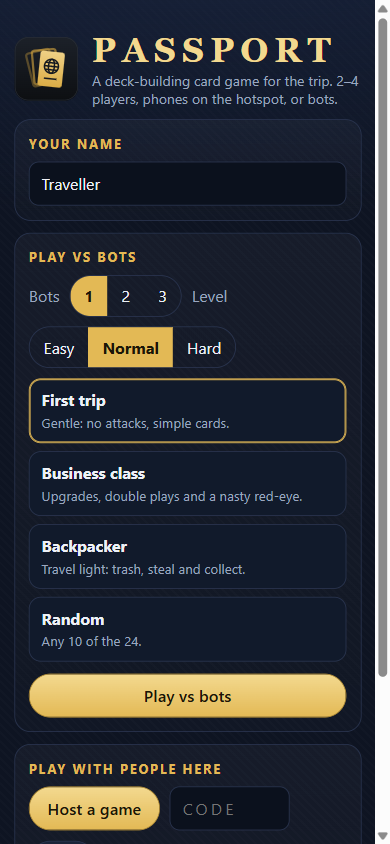 PASSPORT
A deck-building card game for the trip. 2–4
players, phones on the hotspot, or bots.
YOUR NAME
Traveller
PLAY VS BOTS
Bots 1 2 3 Level
Easy Normal Hard
First trip
Gentle: no attacks, simple cards.
Business class
Upgrades, double plays and a nasty red-eye.
Backpacker
Travel light: trash, steal and collect.
Random
Any 10 of the 24.
Play vs bots
PLAY WITH PEOPLE HERE
Host a game CODE